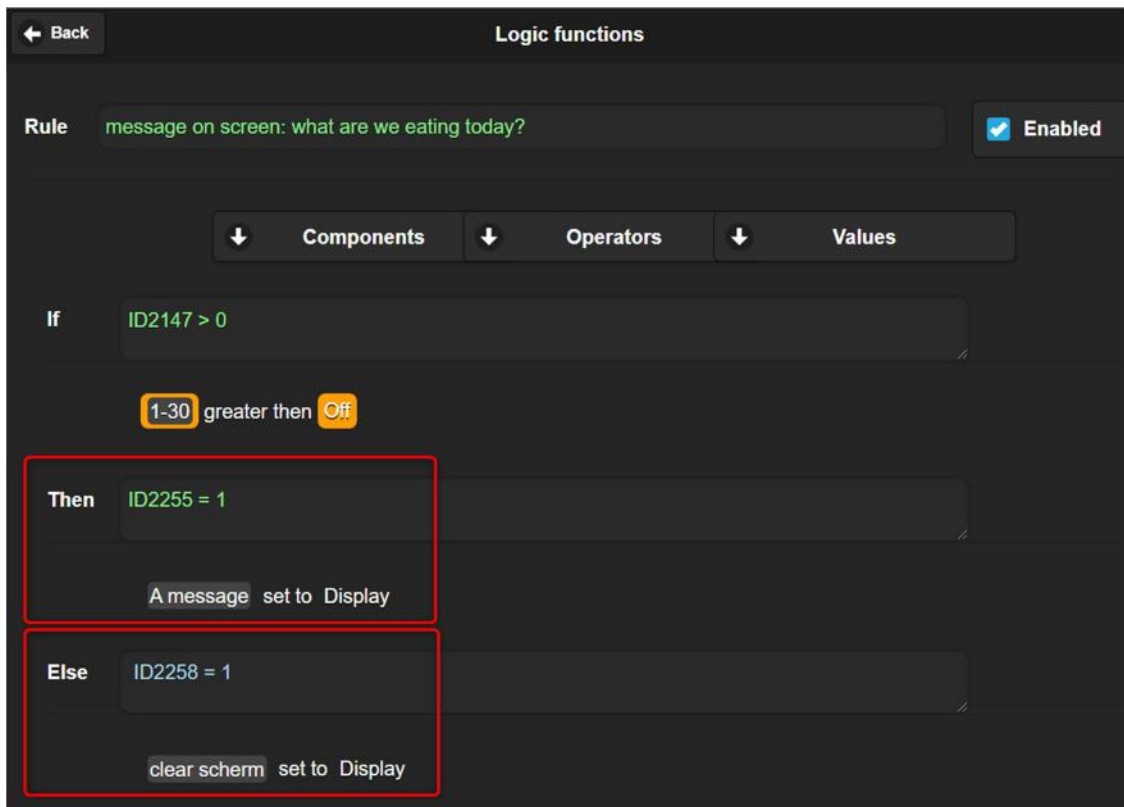 Back
Logic functions
Rule message on screen: what are we eating today? Enabled
Components Operators Values
If ID2147 > 0
1-30 greater then Off
Then ID2255 = 1
A message set to Display
Else ID2258 = 1
clear scherm set to Display